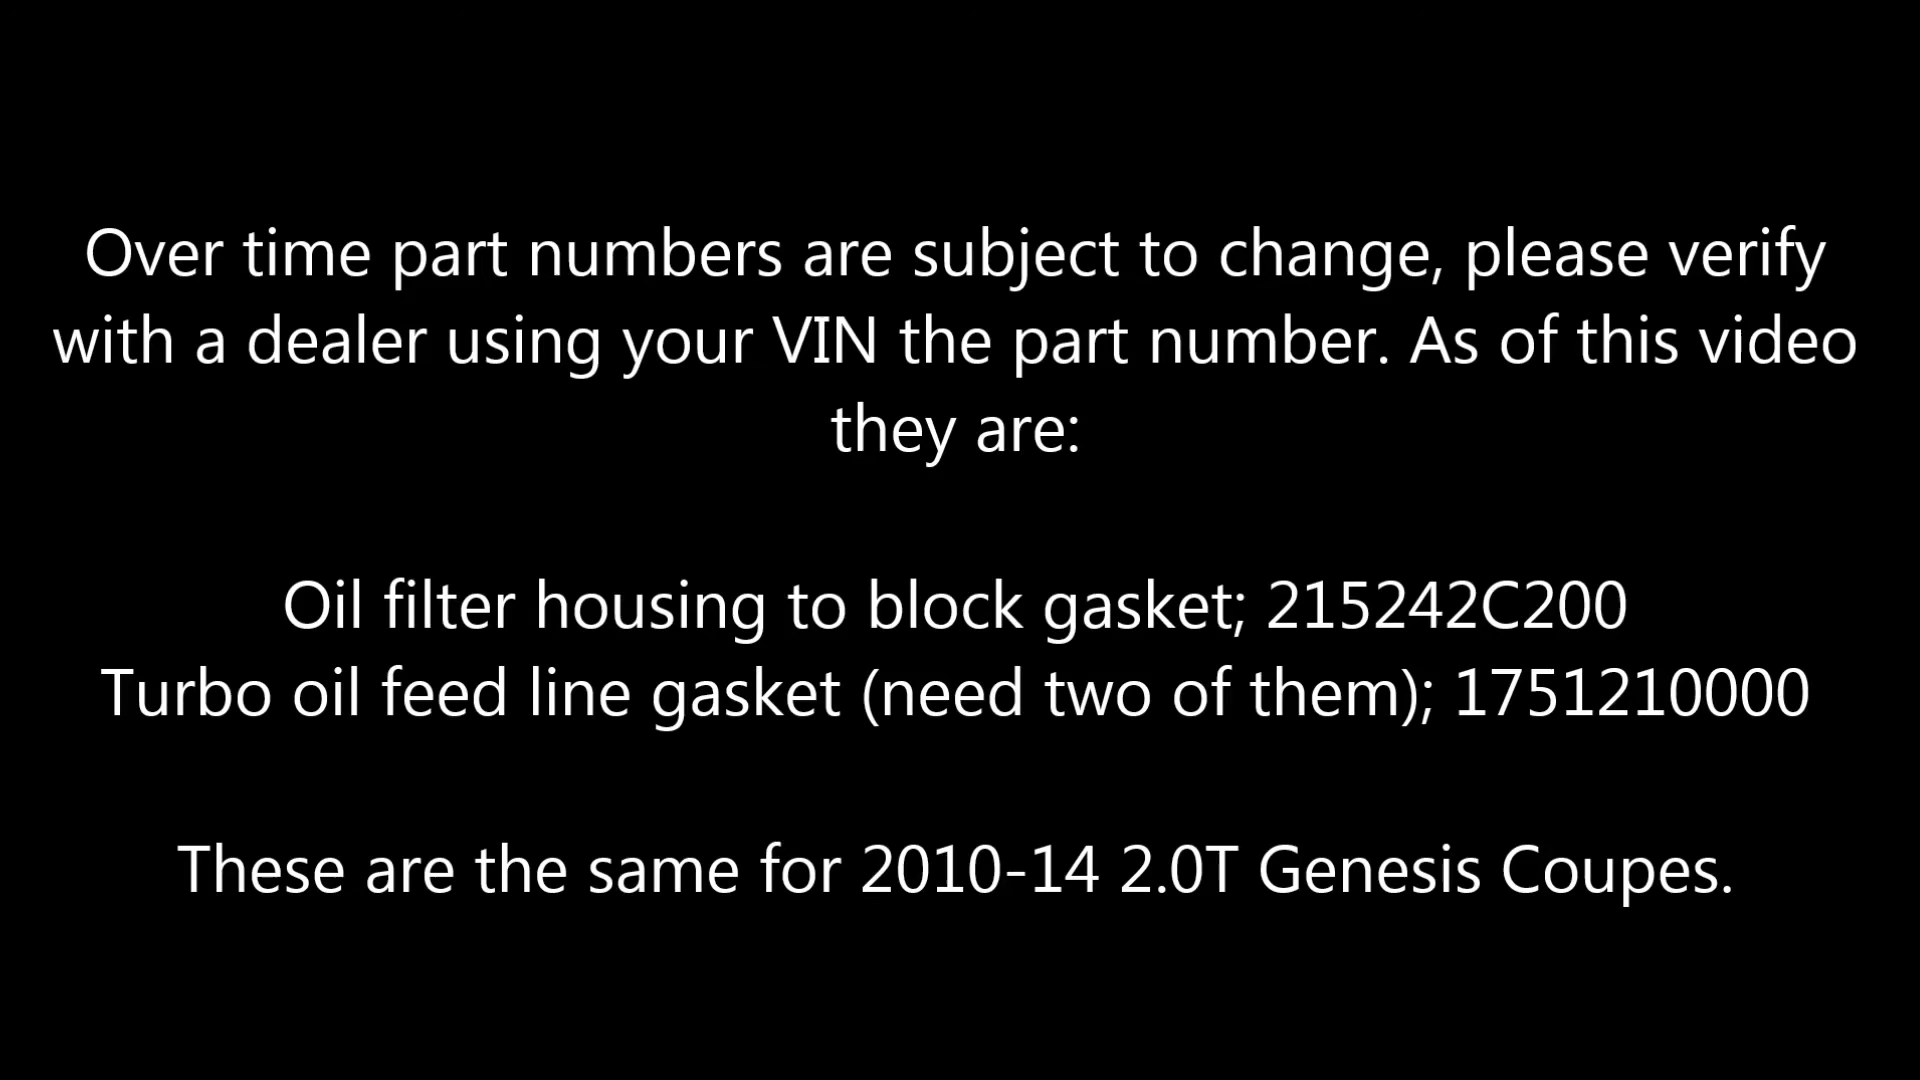 Over time part numbers are subject to change, please verify
with a dealer using your VIN the part number. As of this video
they are:
Oil filter housing to block gasket; 215242C200
Turbo oil feed line gasket (need two of them); 1751210000
These are the same for 2010-14 2.0T Genesis Coupes.